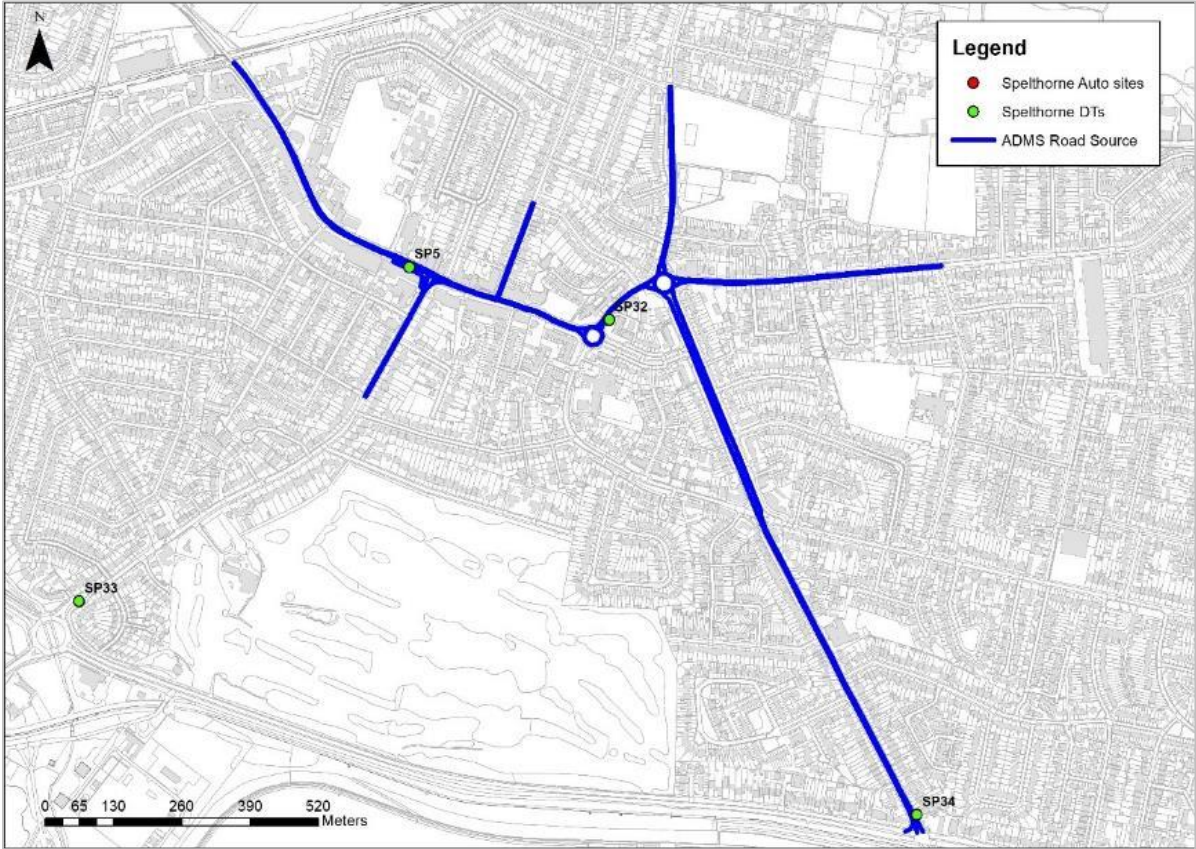 N
Legend
Spelthorne Auto sites
Spelthorne DTs
ADMS Road Source
SP5
SP32
SP33
SP34
0 65 130 260 390 520
Meters